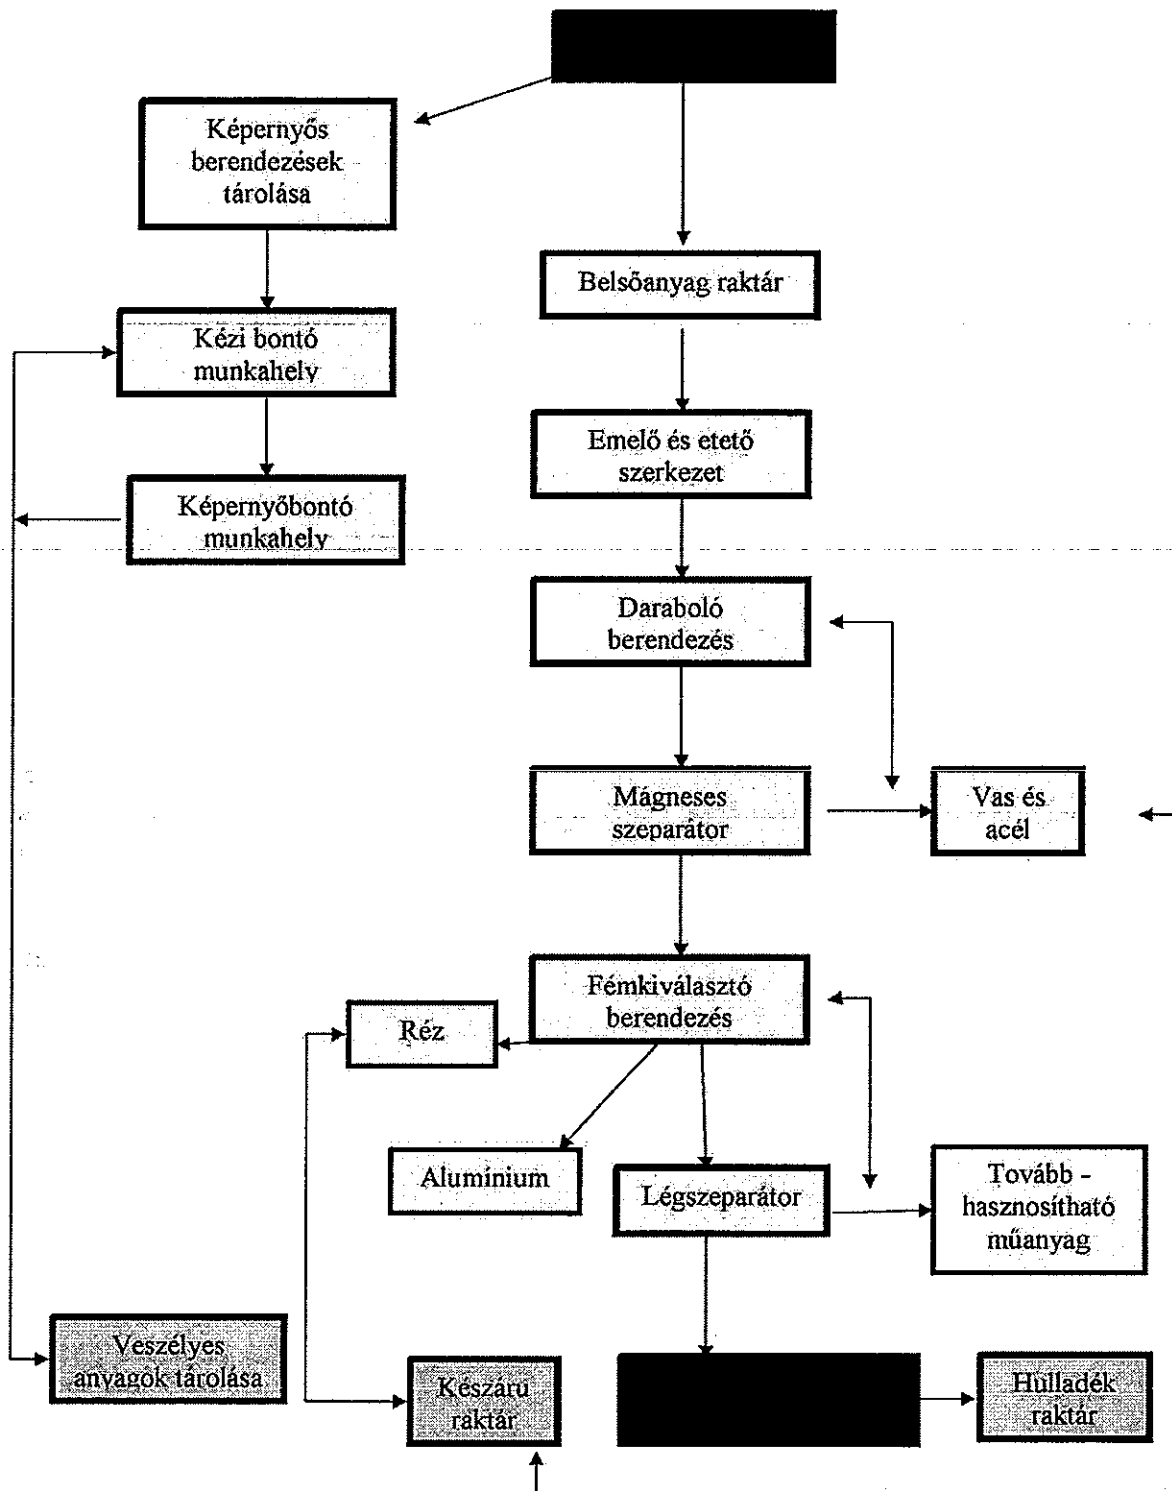 Képernyős
berendezések
tárolása
Belsőanyag raktár
Kézi bontó
munkahely
Emelő és etető
szerkezet
Képernyőbontó
munkahely
Daraboló
berendezés
Mágneses
szeparátor
Vas és
acél
Fémkiválasztó
berendezés
Réz
Alumínium
Légszeparátor
Tovább -
hasznosítható
műanyag
Veszélyes
anyagok tárolása
Készáru
raktár
Hulladék
raktár